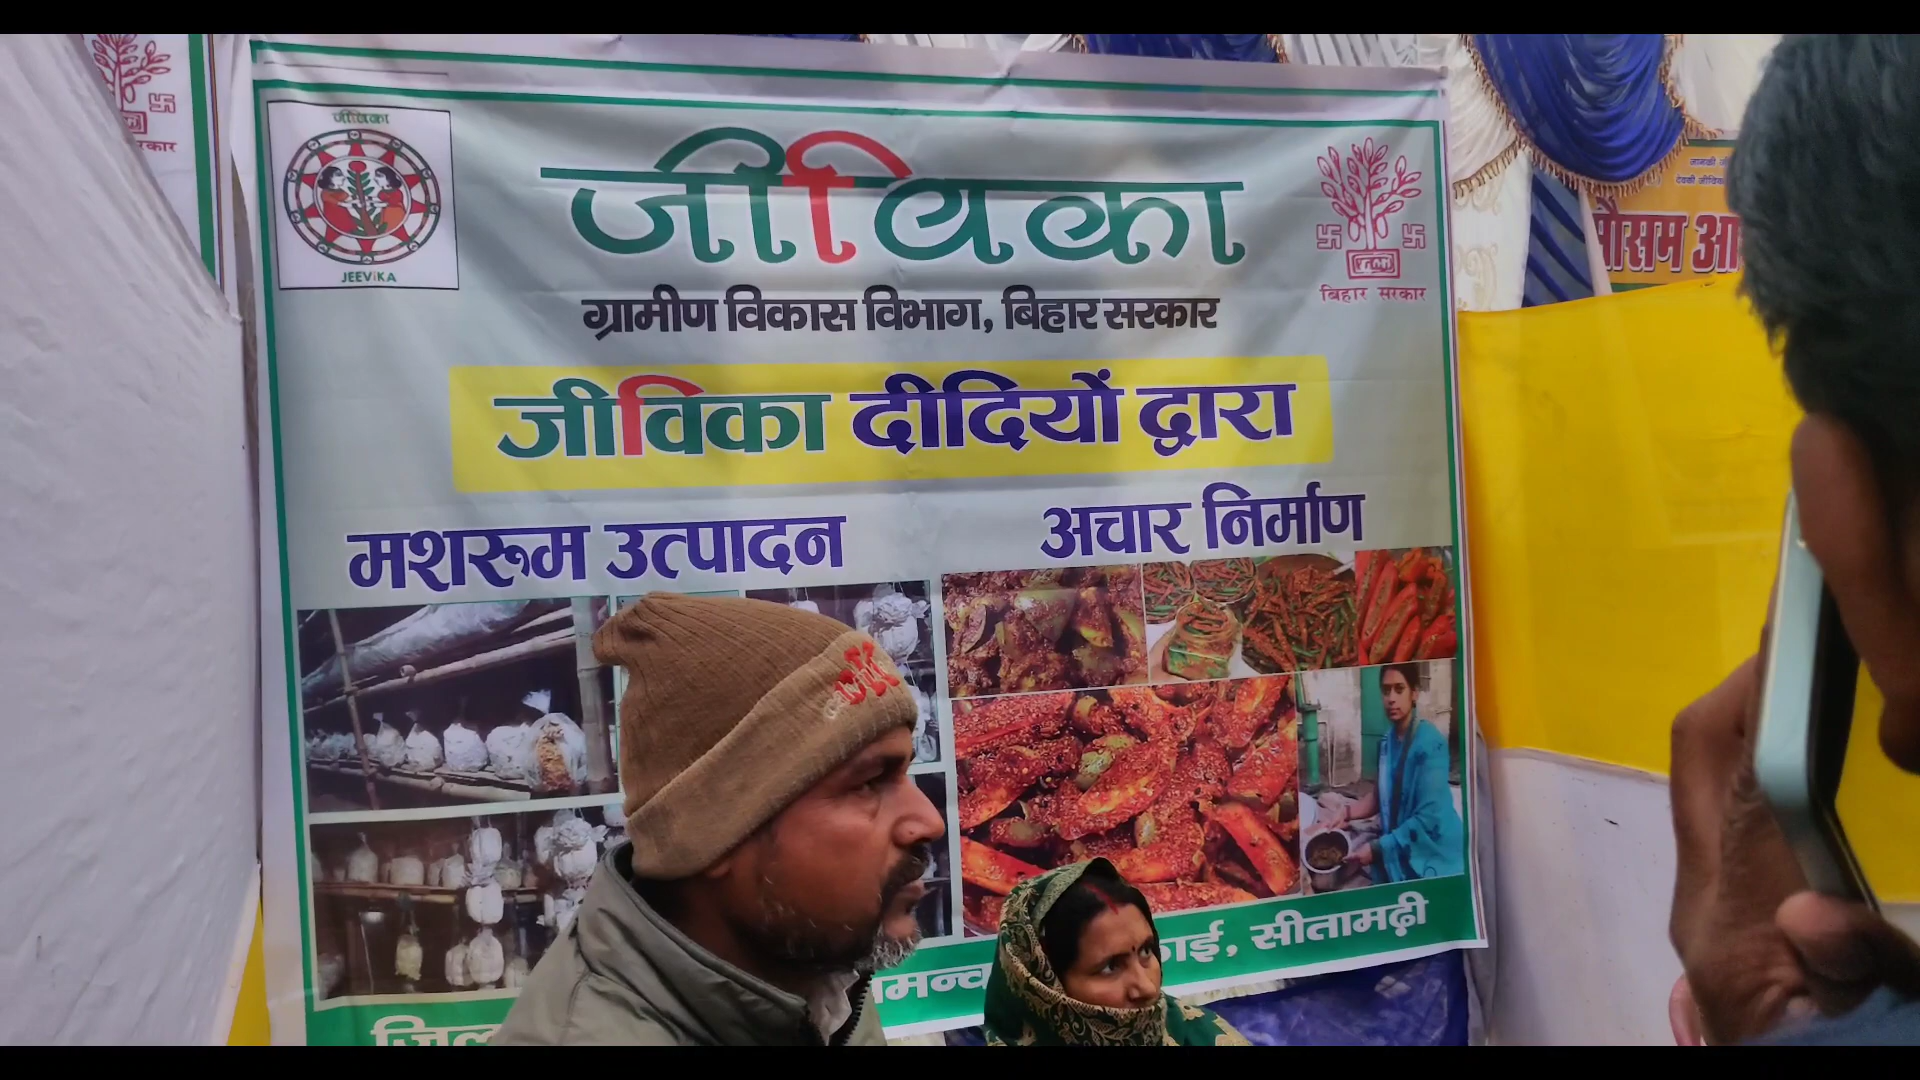 जीविका
JEEViKA
जीविका
बिहार सरकार
ग्रामीण विकास विभाग, बिहार सरकार
जीविका दीदियों द्वारा
मशरूम उत्पादन
अचार निर्माण
सीतामढ़ी